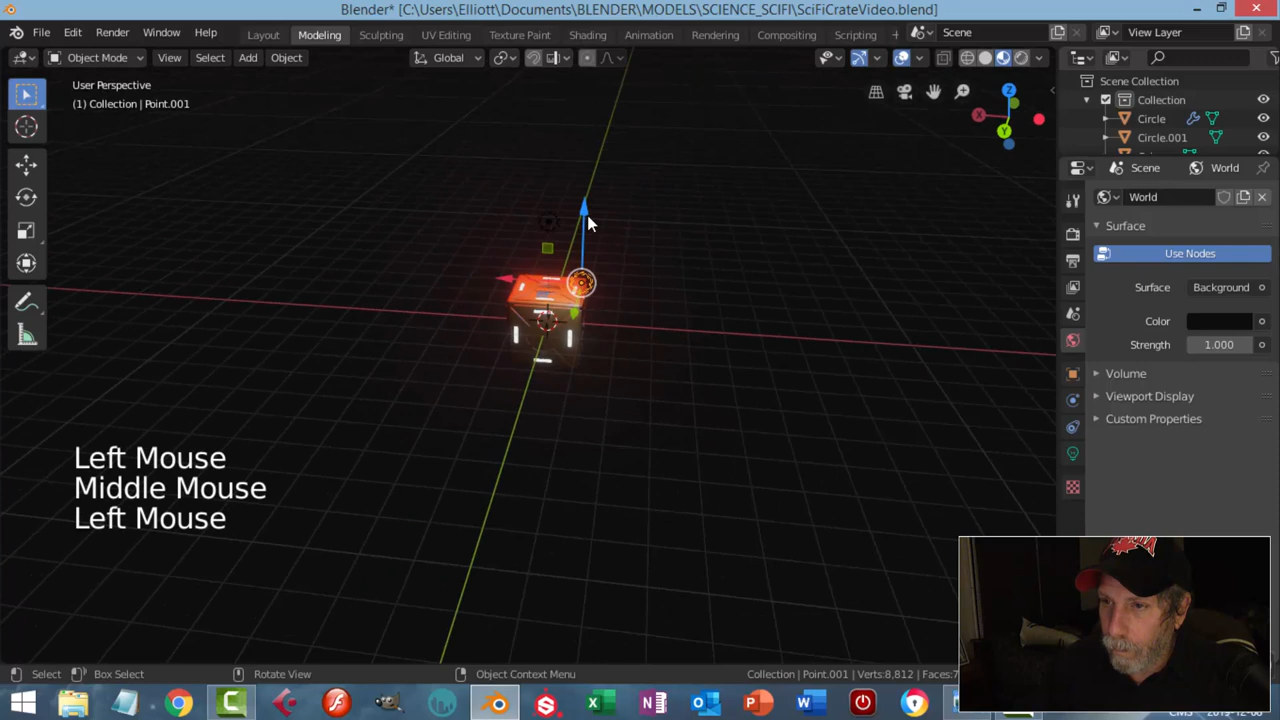 Blender* [C:\Users\Elliott\Documents\BLENDER\MODELS\SCIENCE_SCIFI\SciFiCrateVideo.blend]
File Edit Render Window Help Layout Modeling Sculpting UV Editing Texture Paint Shading Animation Rendering Compositing Scripting Scene View Layer
Object Mode View Select Add Object Global
User Perspective
(1) Collection | Point.001
Z
X
Y
Scene Collection
Collection
Circle
Circle.001
Scene World
World
Surface
Use Nodes
Surface Background
Color
Strength 1.000
Volume
Viewport Display
Custom Properties
Left Mouse
Middle Mouse
Left Mouse
Select Box Select Rotate View Object Context Menu Collection | Point.001 | Verts:8,812 | Faces:7